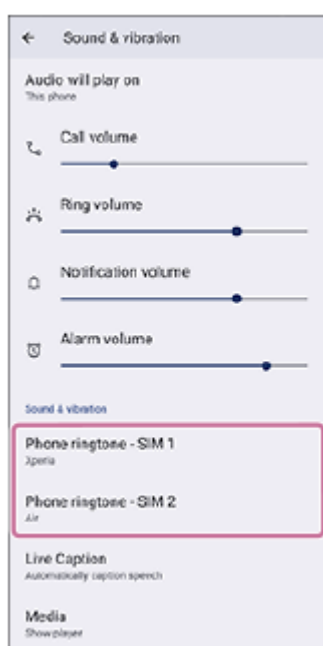 Sound & vibration
Audio will play on
This phone
Call volume
Ring volume
Notification volume
Alarm volume
Sound & vibration
Phone ringtone - SIM 1
Xperia
Phone ringtone - SIM 2
Air
Live Caption
Automatically caption speech
Media
Show player